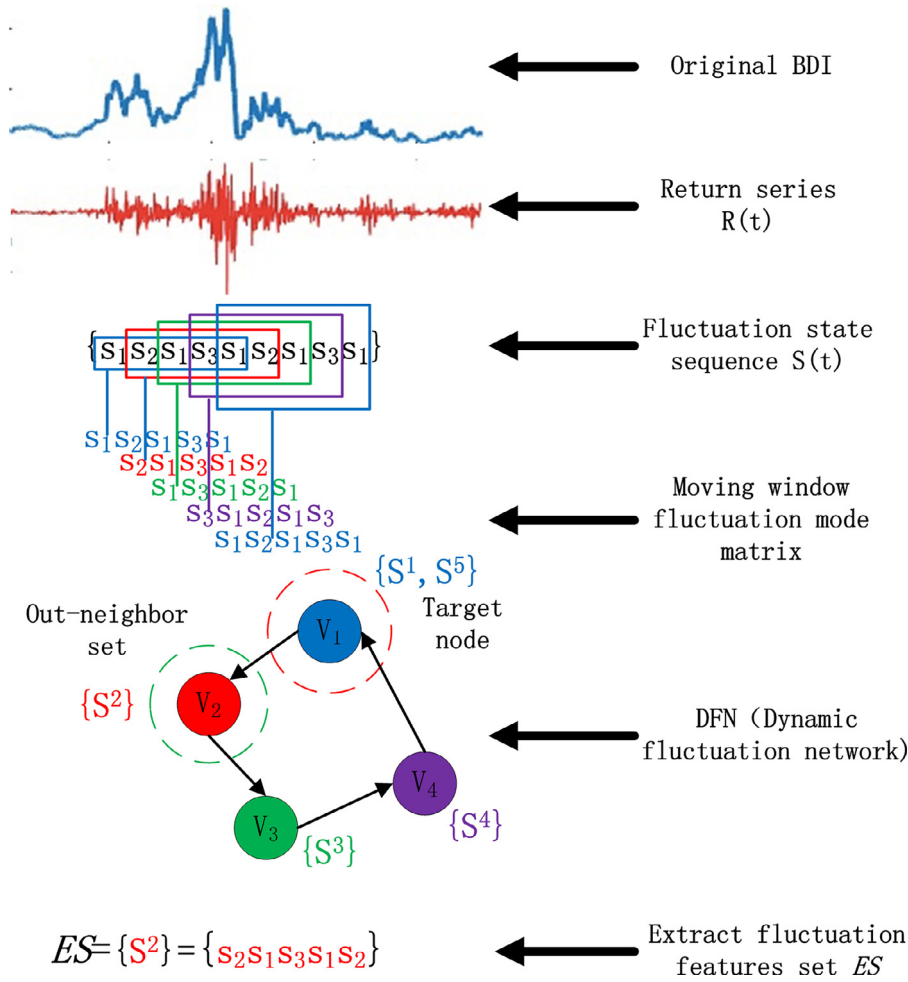 Original BDI
Return series
R(t)
{S₁S₂S₁S₃S₁S₂S₁S₃S₁}
Fluctuation state
sequence S(t)
S₁S₂S₁S₃S₁
S₂S₁S₃S₁S₂
S₁S₃S₁S₂S₁
S₃S₁S₂S₁S₃
S₁S₂S₁S₃S₁
Moving window
fluctuation mode
matrix
{S¹, S⁵}
Out-neighbor
set
Target
node
V₁
{S²}
V₂
DFN (Dynamic
fluctuation network)
V₄
V₃
{S⁴}
{S³}
ES={S²}={S₂S₁S₃S₁S₂}
Extract fluctuation
features set ES